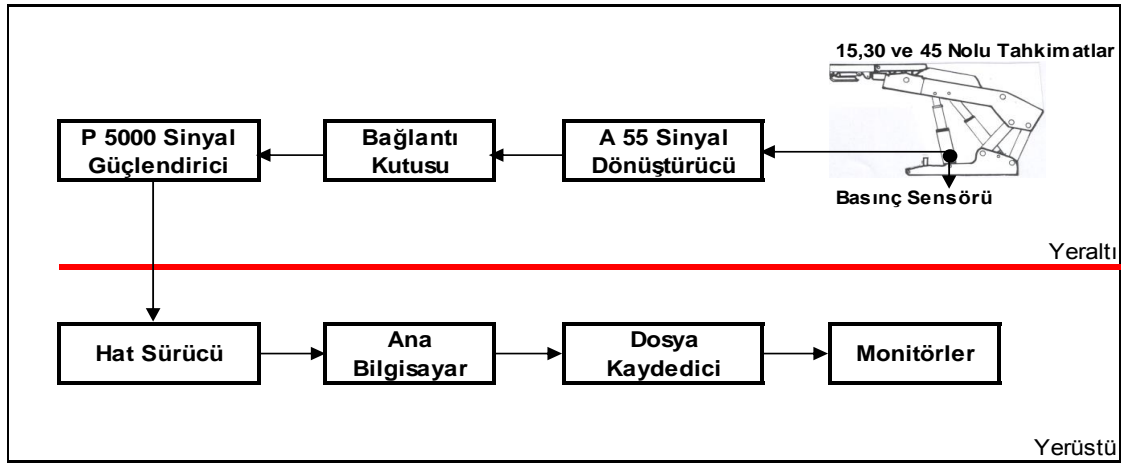 15,30 ve 45 Nolu Tahkimatlar
P 5000 Sinyal
Güçlendirici
Bağlantı
Kutusu
A 55 Sinyal
Dönüştürücü
Basınç Sensörü
Yeraltı
Hat Sürücü
Ana
Bilgisayar
Dosya
Kaydedici
Monitörler
Yerüstü